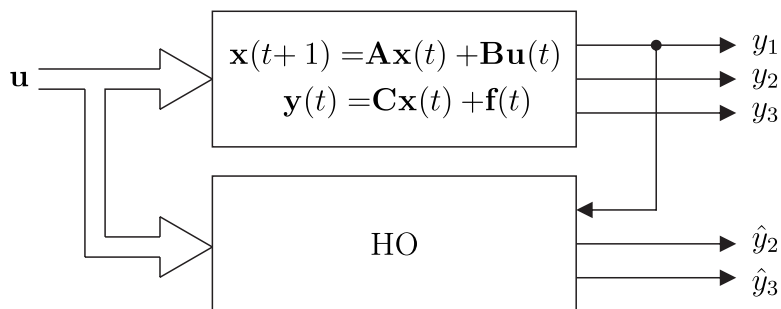 𝐱(t + 1) = 𝐀𝐱(t) + 𝐁𝐮(t)
𝐲(t) = 𝐂𝐱(t) + 𝐟(t)
𝐮
y₁
y₂
y₃
HO
ŷ₂
ŷ₃